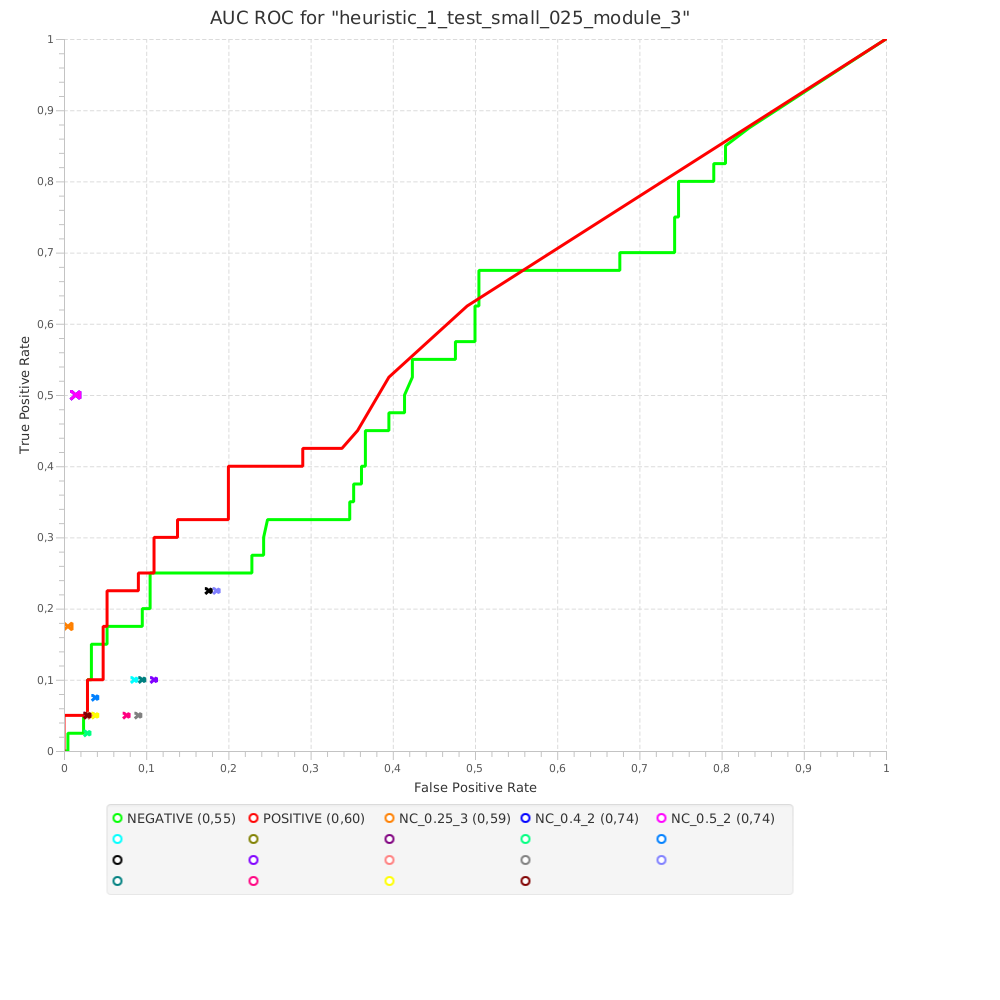 AUC ROC for "heuristic_1_test_small_025_module_3"
1
0,9
0,8
0,7
0,6
0,5
0,4
0,3
0,2
0,1
0
True Positive Rate
0 0,1 0,2 0,3 0,4 0,5 0,6 0,7 0,8 0,9 1
False Positive Rate
NEGATIVE (0,55) POSITIVE (0,60) NC_0.25_3 (0,59) NC_0.4_2 (0,74) NC_0.5_2 (0,74)